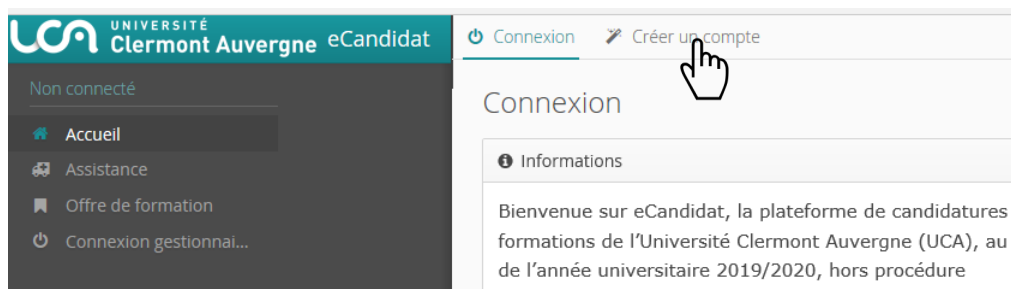 UCA UNIVERSITÉ
Clermont Auvergne eCandidat
Non connecté
Accueil
Assistance
Offre de formation
Connexion gestionnai...
Connexion Créer un compte
Connexion
Informations
Bienvenue sur eCandidat, la plateforme de candidatures
formations de l’Université Clermont Auvergne (UCA), au
de l’année universitaire 2019/2020, hors procédure